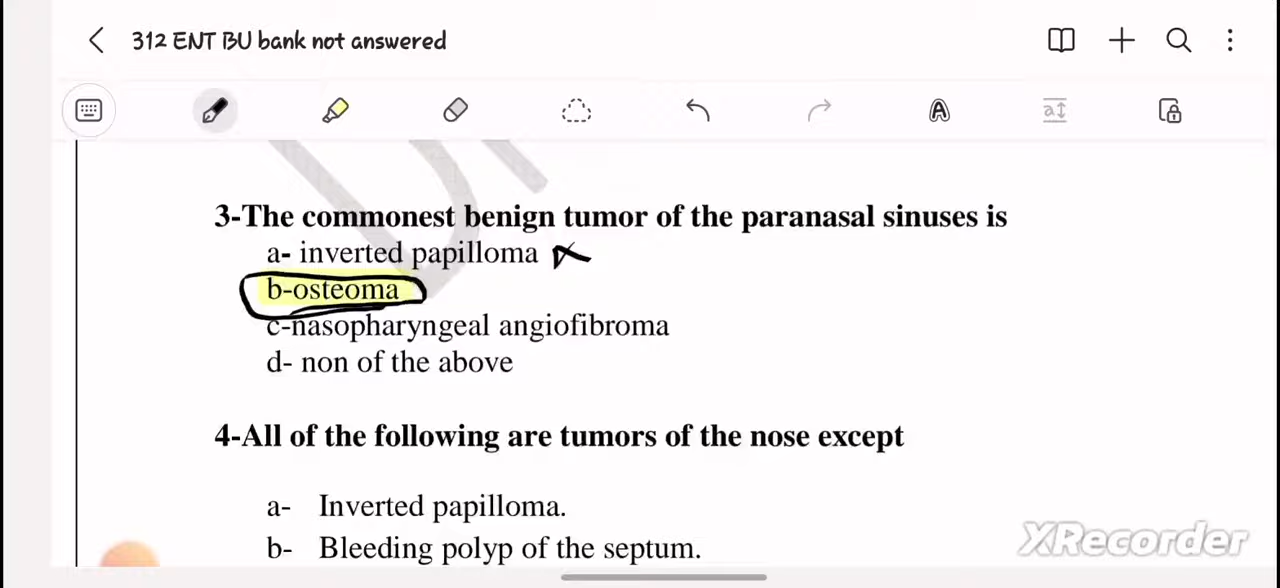 312 ENT BU bank not answered
3-The commonest benign tumor of the paranasal sinuses is
a- inverted papilloma
b-osteoma
c-nasopharyngeal angiofibroma
d- non of the above
4-All of the following are tumors of the nose except
a- Inverted papilloma.
b- Bleeding polyp of the septum.
XRecorder